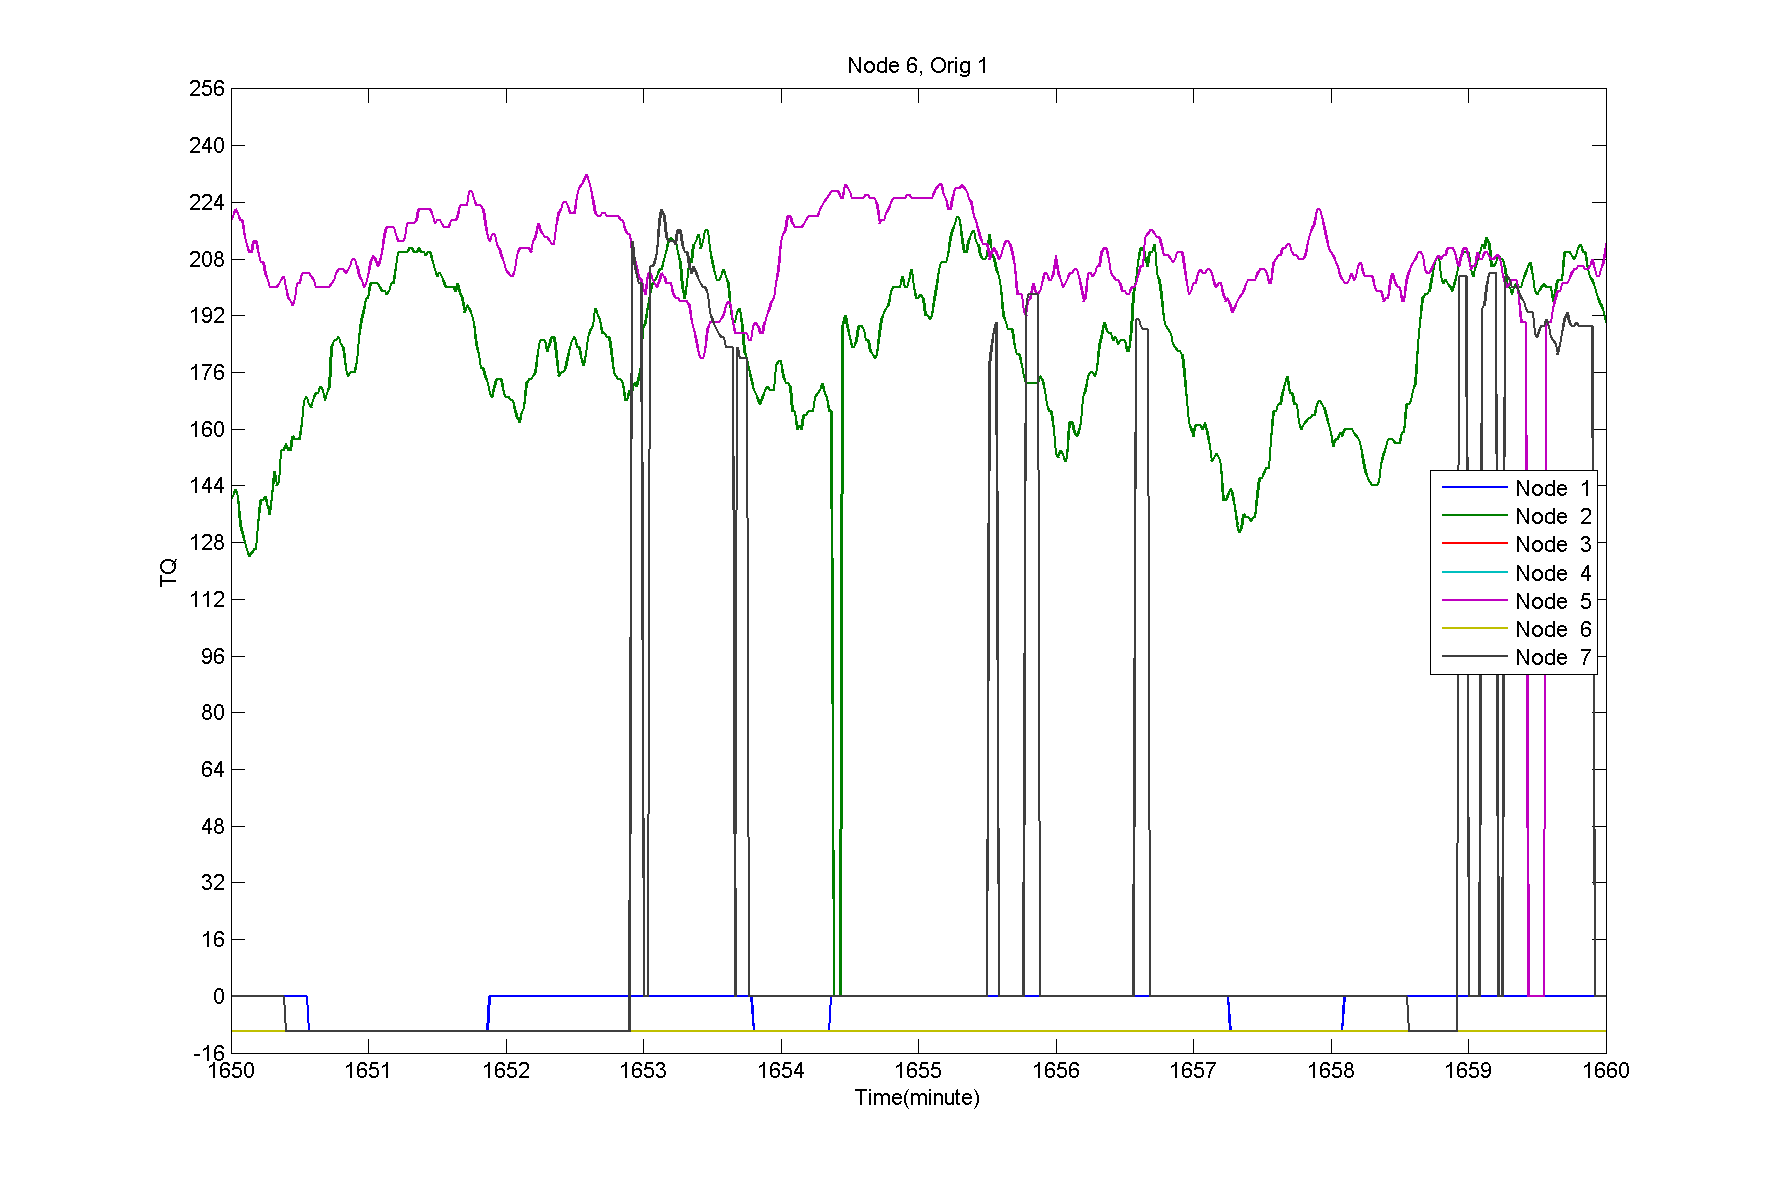 Node 6, Orig 1
256
240
224
208
192
176
160
144
128
112
96
80
64
48
32
16
0
-16
TQ
Node 1
Node 2
Node 3
Node 4
Node 5
Node 6
Node 7
1650 1651 1652 1653 1654 1655 1656 1657 1658 1659 1660
Time(minute)